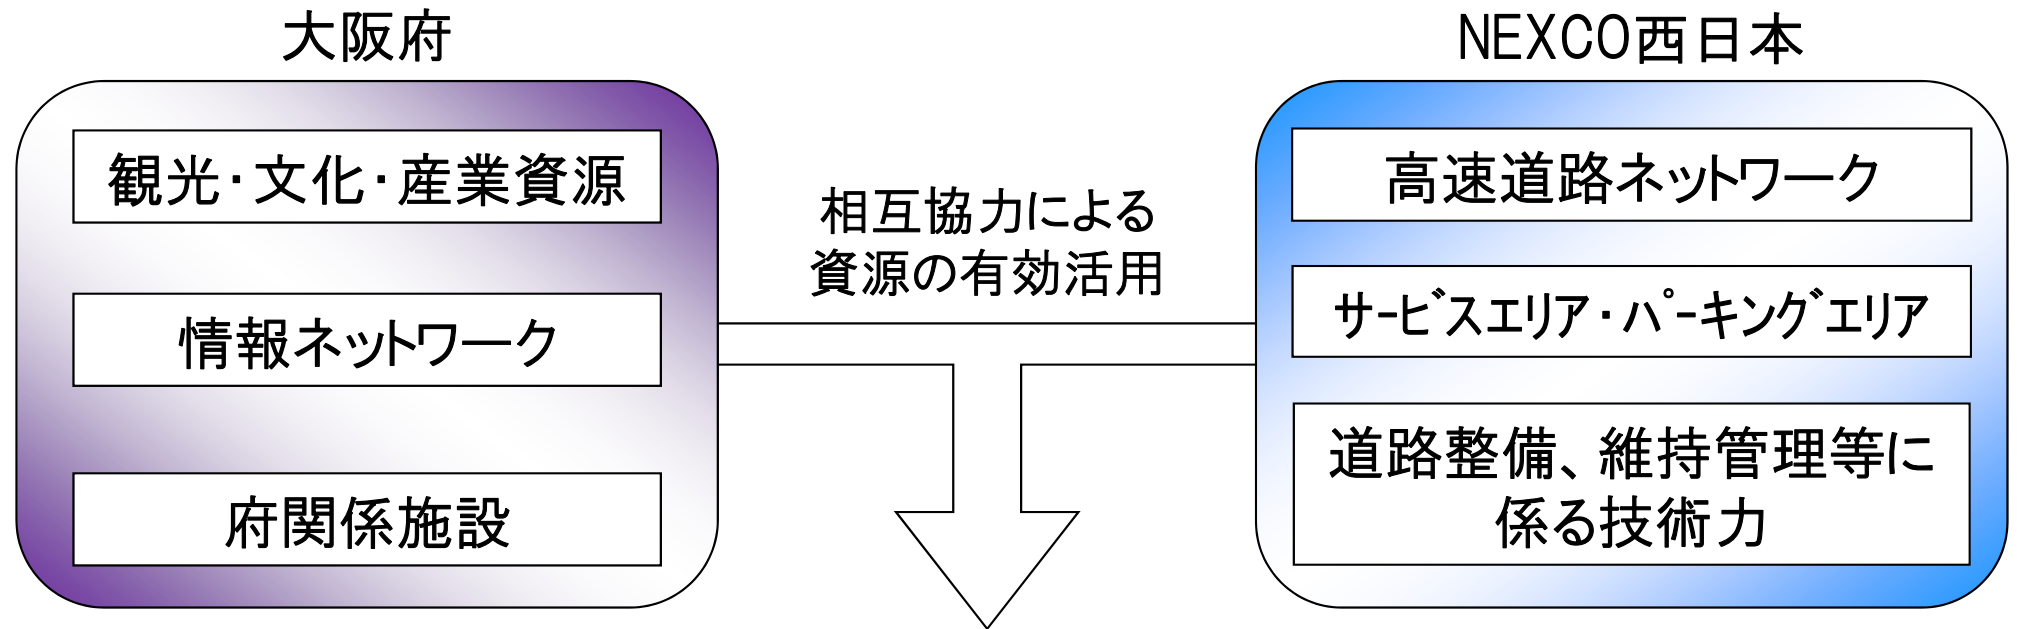 大阪府
観光･文化･産業資源
情報ネットワーク
府関係施設
相互協力による
資源の有効活用
NEXCO西日本
高速道路ネットワーク
ｻｰﾋﾞｽエリア･ﾊﾟｰｷﾝｸﾞエリア
道路整備、維持管理等に
係る技術力